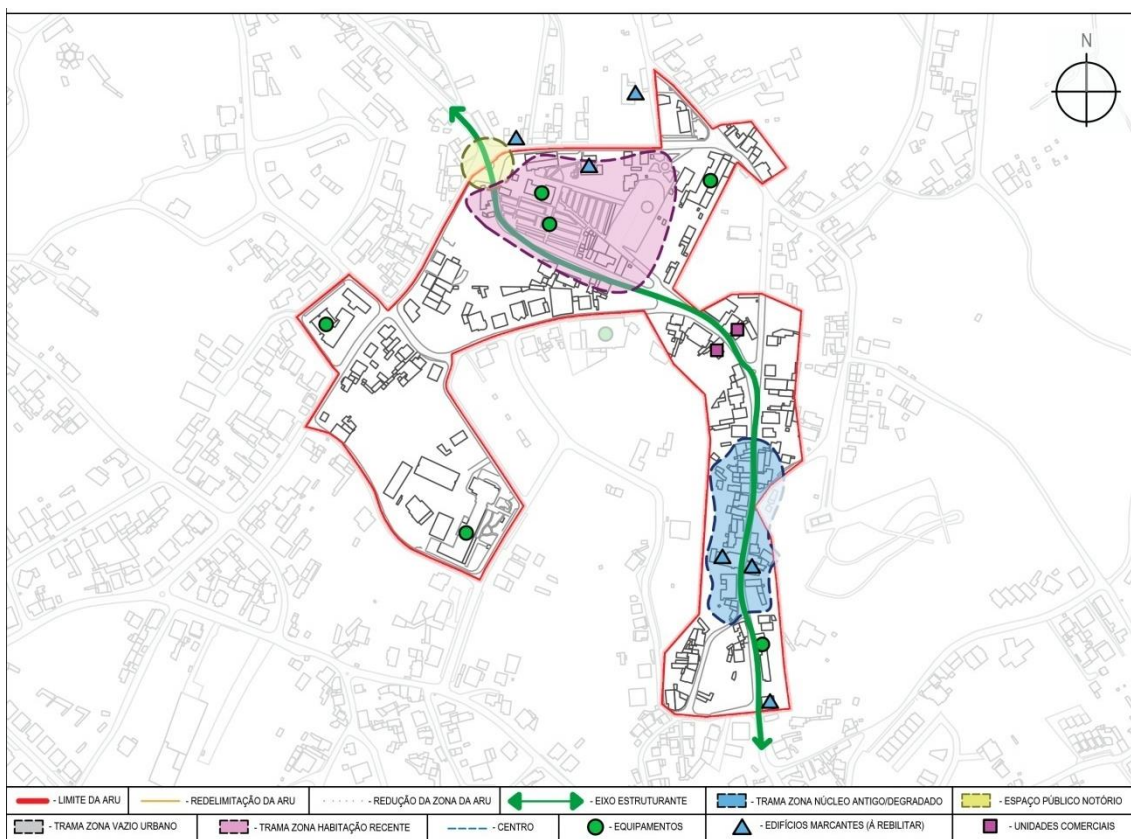 N
- LIMITE DA ARU - REDELIMITAÇÃO DA ARU - REDUÇÃO DA ZONA DA ARU - EIXO ESTRUTURANTE - TRAMA ZONA NÚCLEO ANTIGO/DEGRADADO - ESPAÇO PÚBLICO NOTÓRIO
- TRAMA ZONA VAZIO URBANO - TRAMA ZONA HABITAÇÃO RECENTE - CENTRO - EQUIPAMENTOS - EDIFÍCIOS MARCANTES (Á REBILITAR) - UNIDADES COMERCIAIS